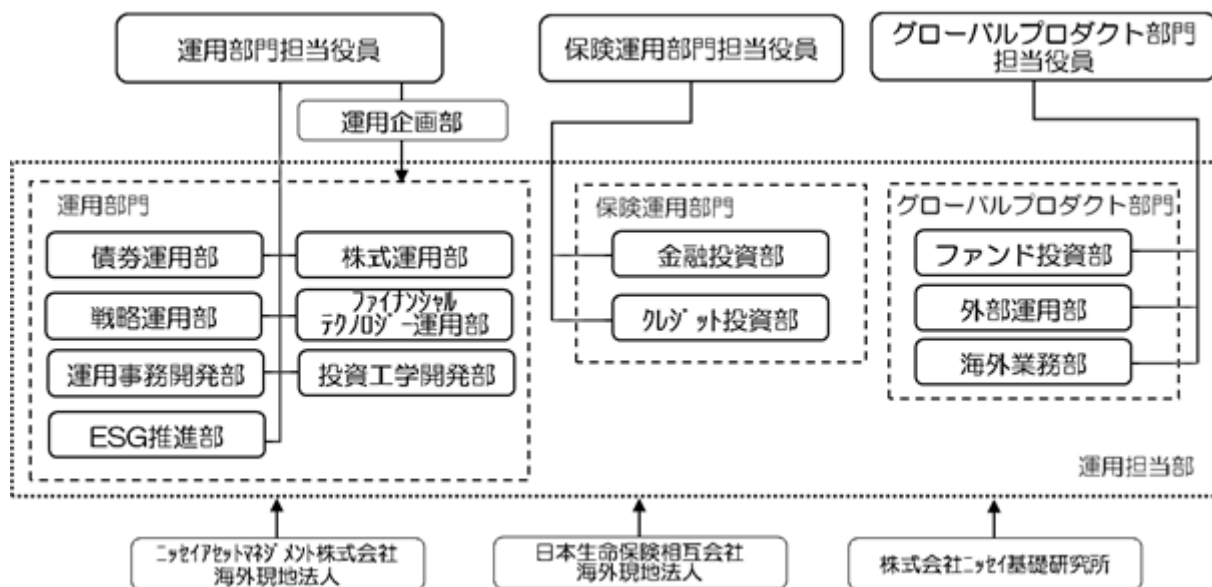 運用部門担当役員
保険運用部門担当役員
グローバルプロダクト部門
担当役員
運用企画部
運用部門
債券運用部
株式運用部
戦略運用部
ファイナンシャル
テクノロジー運用部
運用事務開発部
投資工学開発部
ESG推進部
保険運用部門
金融投資部
クレジット投資部
グローバルプロダクト部門
ファンド投資部
外部運用部
海外業務部
運用担当部
ニッセイアセットマネジメント株式会社
海外現地法人
日本生命保険相互会社
海外現地法人
株式会社ニッセイ基礎研究所